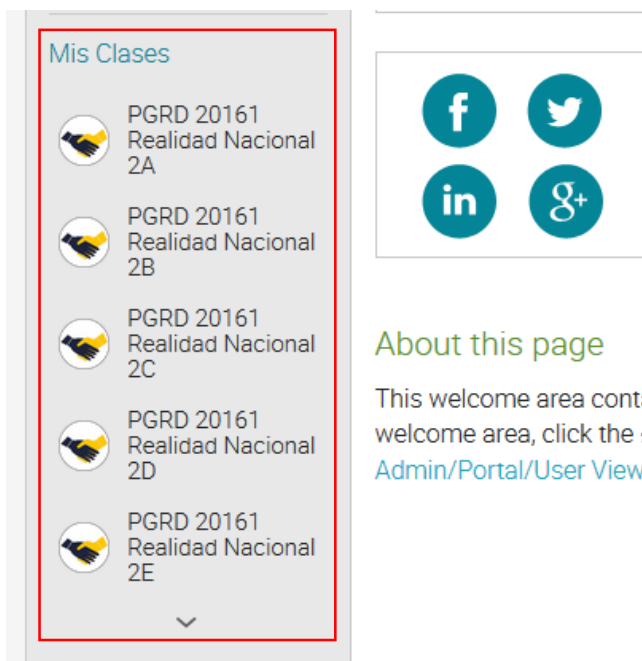 Mis Clases
PGRD 20161
Realidad Nacional
2A
PGRD 20161
Realidad Nacional
2B
PGRD 20161
Realidad Nacional
2C
PGRD 20161
Realidad Nacional
2D
PGRD 20161
Realidad Nacional
2E
f
in
g+
About this page
This welcome area
welcome area, click the
Admin/Portal/User View